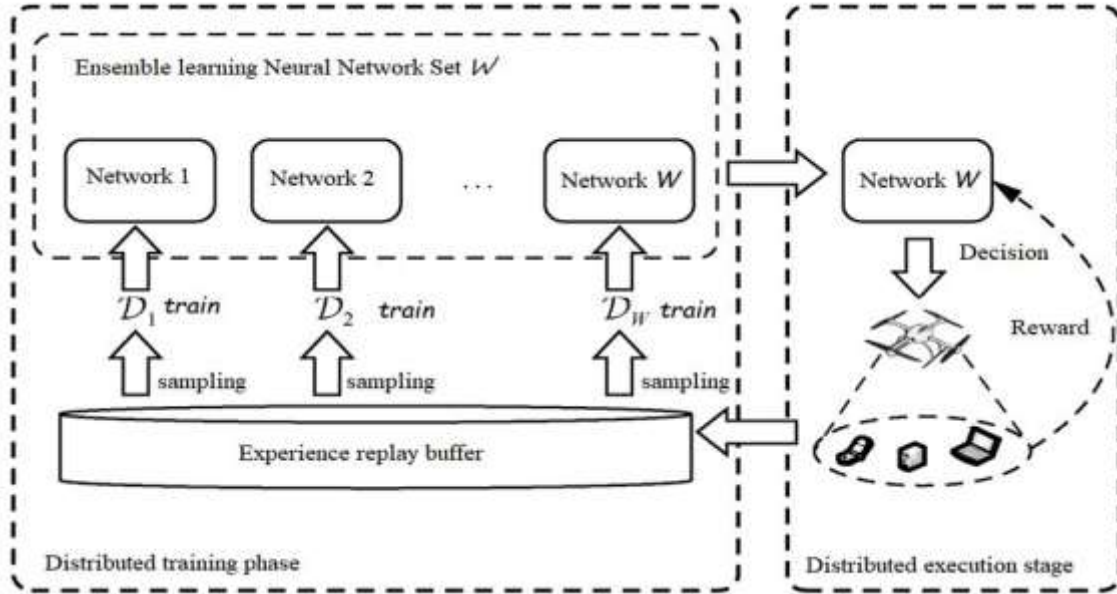 Ensemble learning Neural Network Set 𝒲
Network 1
Network 2
...
Network W
Network W
Decision
𝒟₁ train
𝒟₂ train
𝒟_W train
Reward
sampling
sampling
sampling
Experience replay buffer
Distributed training phase
Distributed execution stage